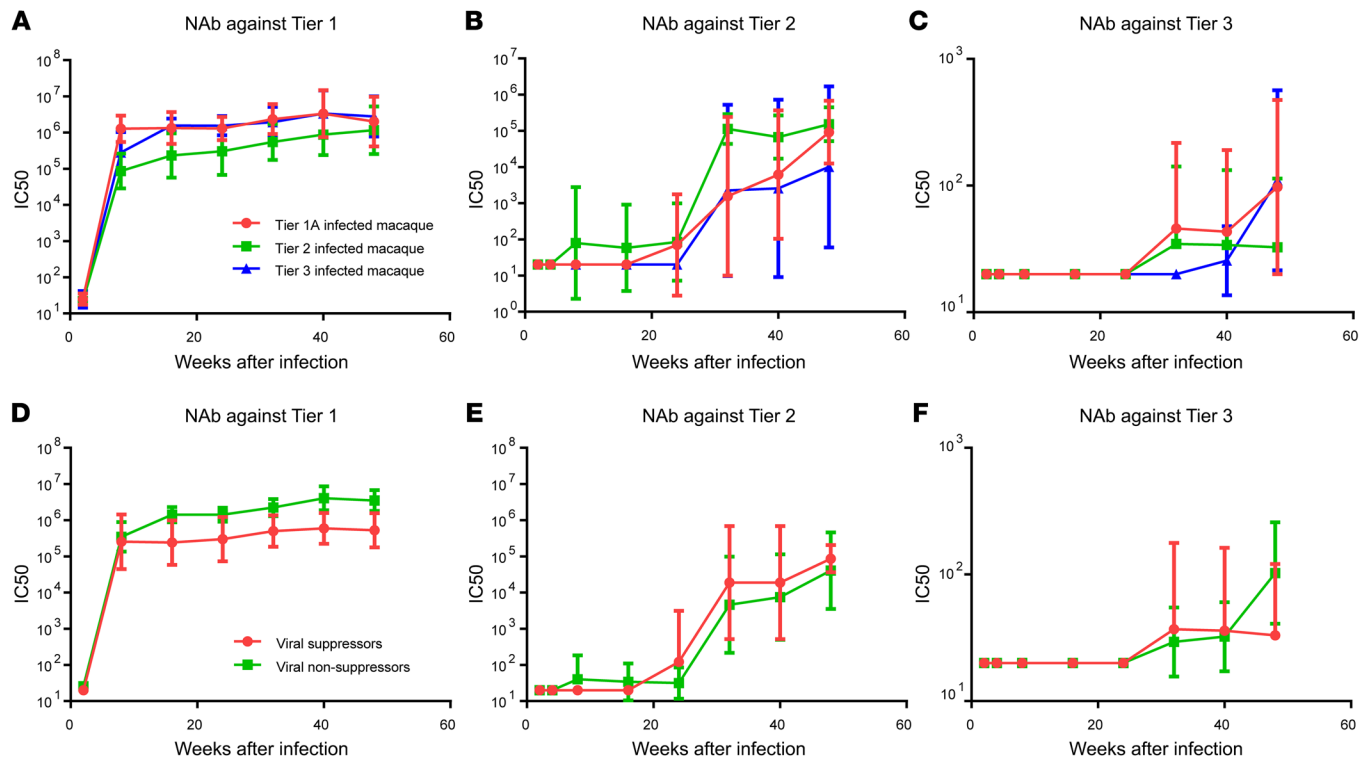 A
NAb against Tier 1
10^8
10^7
10^6
10^5
10^4
10^3
10^2
10^1
IC50
0
20
40
60
Weeks after infection
Tier 1A infected macaque
Tier 2 infected macaque
Tier 3 infected macaque
B
NAb against Tier 2
10^7
10^6
10^5
10^4
10^3
10^2
10^1
10^0
IC50
0
20
40
60
Weeks after infection
C
NAb against Tier 3
10^3
10^2
10^1
IC50
0
20
40
60
Weeks after infection
D
NAb against Tier 1
10^8
10^7
10^6
10^5
10^4
10^3
10^2
10^1
IC50
0
20
40
60
Weeks after infection
Viral suppressors
Viral non-suppressors
E
NAb against Tier 2
10^8
10^7
10^6
10^5
10^4
10^3
10^2
10^1
IC50
0
20
40
60
Weeks after infection
F
NAb against Tier 3
10^3
10^2
10^1
IC50
0
20
40
60
Weeks after infection